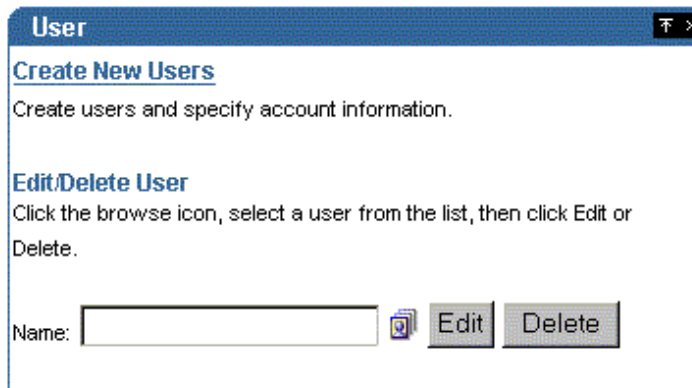 User
Create New Users
Create users and specify account information.
Edit/Delete User
Click the browse icon, select a user from the list, then click Edit or
Delete.
Name: Edit Delete